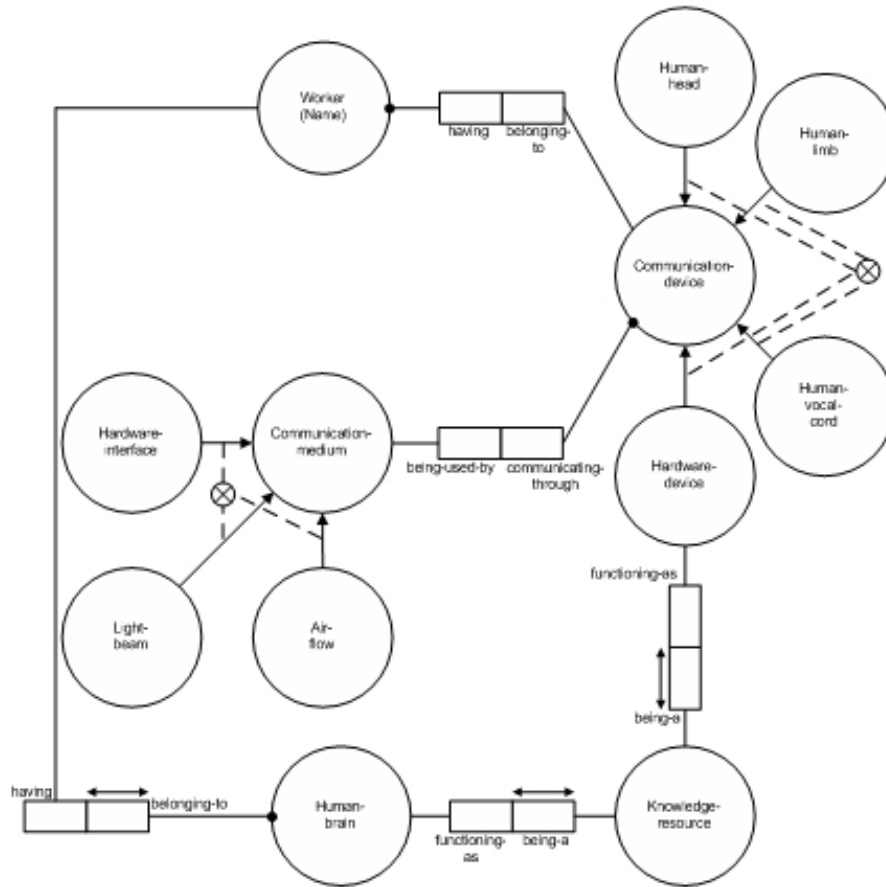 Human-
head
Worker
(Name)
having
belonging-
to
Human-
limb
Communication-
device
Human-
vocal-
cord
Hardware-
interface
Communication-
medium
being-used-by
communicating-
through
Hardware-
device
functioning-as
Light-
beam
Air-
flow
being-a
having
belonging-to
Human-
brain
functioning-
as
being-a
Knowledge-
resource